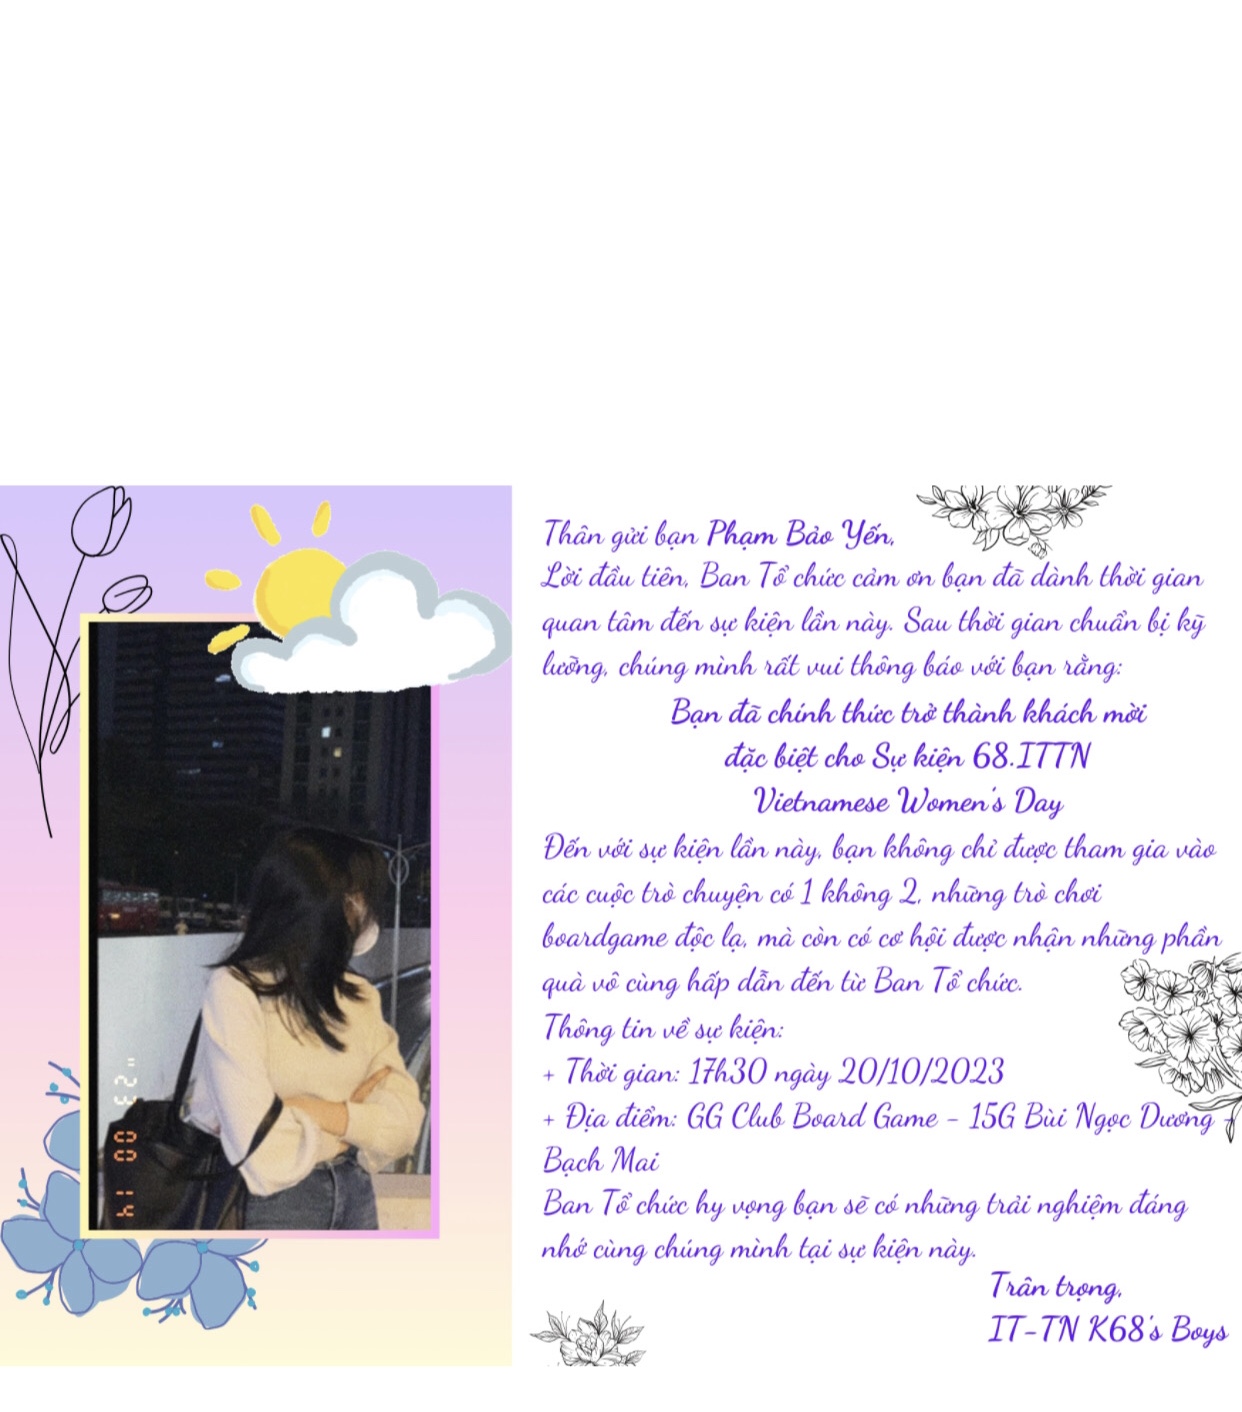 Thân gửi bạn Phạm Bảo Yến,
Lời đầu tiên, Ban Tổ chức cảm ơn bạn đã dành thời gian
quan tâm đến sự kiện lần này. Sau thời gian chuẩn bị kỹ
lưỡng, chúng mình rất vui thông báo với bạn rằng:
Bạn đã chính thức trở thành khách mời
đặc biệt cho Sự kiện 68.ITTN
Vietnamese Women's Day
Đến với sự kiện lần này, bạn không chỉ được tham gia vào
các cuộc trò chuyện có 1 không 2, những trò chơi
boardgame độc lạ, mà còn có cơ hội được nhận những phần
quà vô cùng hấp dẫn đến từ Ban Tổ chức.
Thông tin về sự kiện:
+ Thời gian: 17h30 ngày 20/10/2023
+ Địa điểm: GG Club Board Game - 15G Bùi Ngọc Dương -
Bạch Mai
Ban Tổ chức hy vọng bạn sẽ có những trải nghiệm đáng
nhớ cùng chúng mình tại sự kiện này.
Trân trọng,
IT-TN K68's Boys